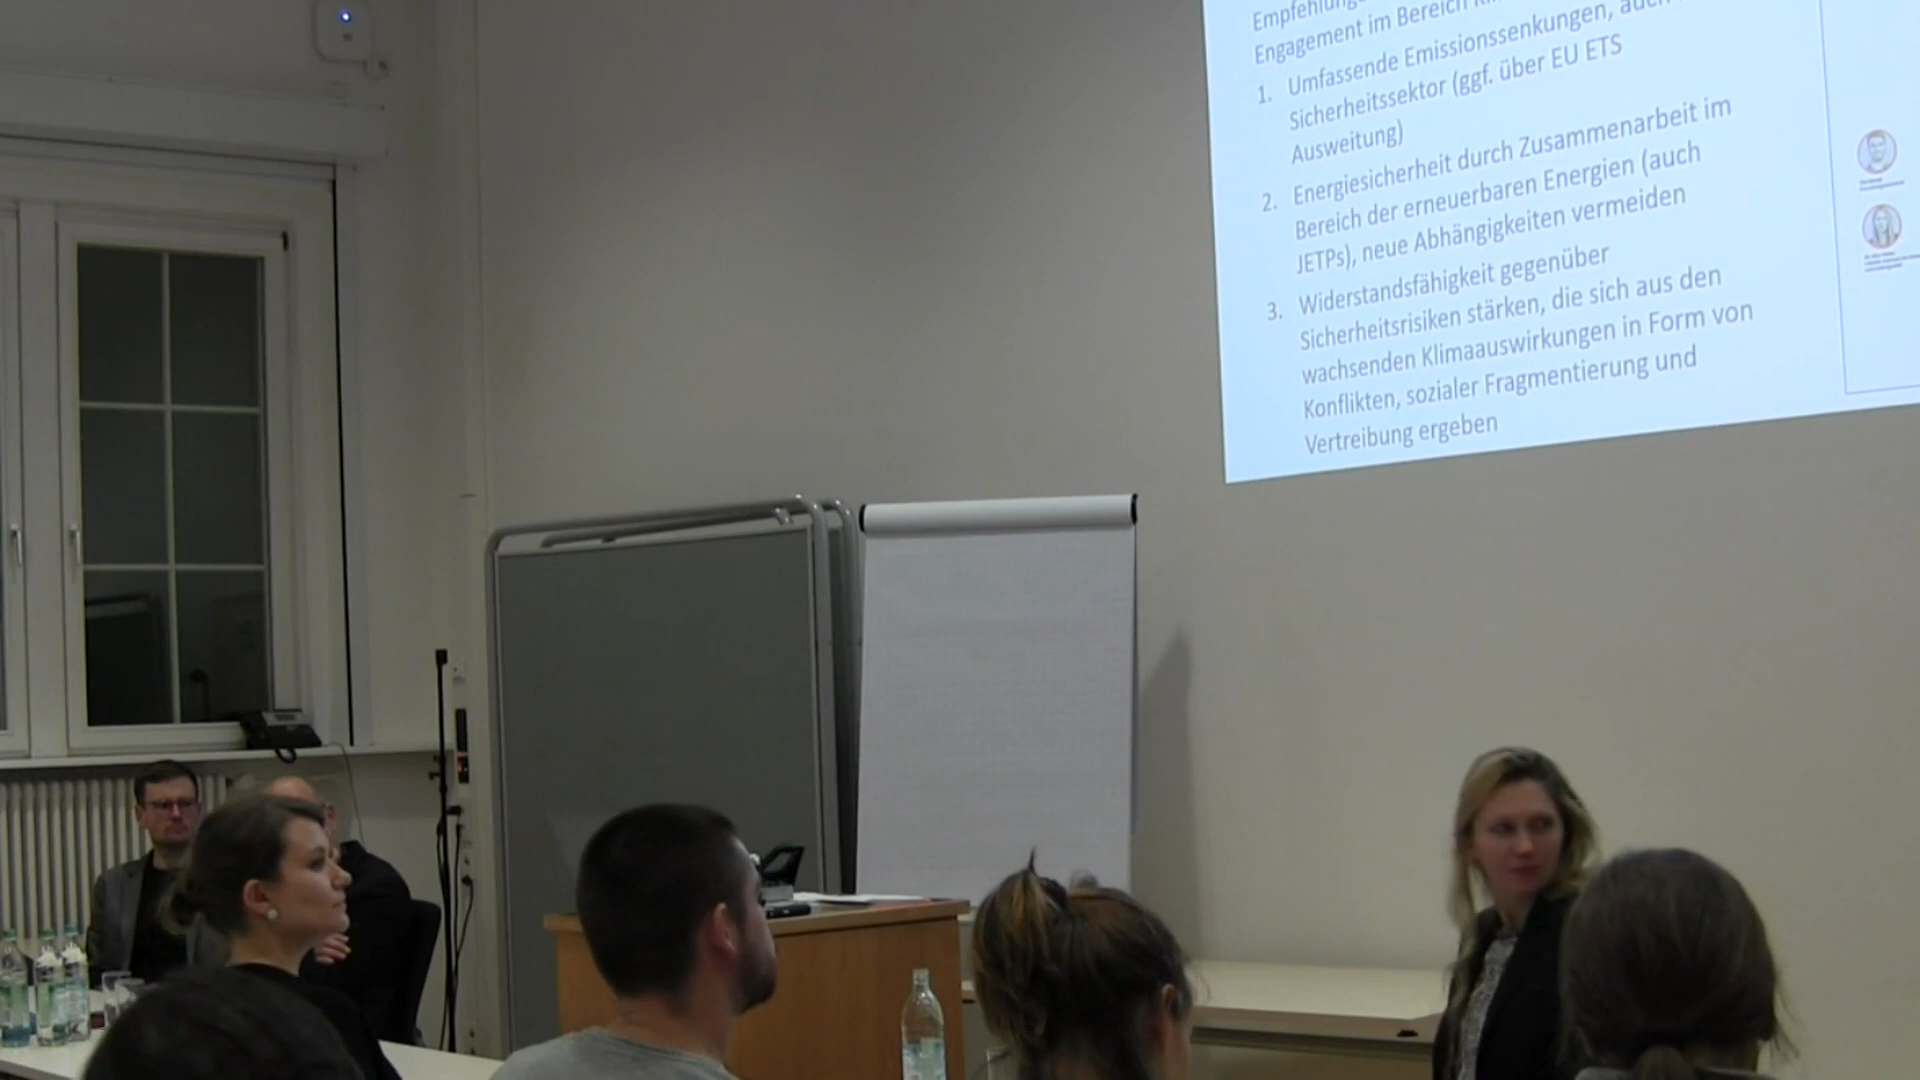 Engagement im Bereich
1. Umfassende Emissionssenkungen, auch
Sicherheitssektor (ggf. über EU ETS
Ausweitung)
2. Energiesicherheit durch Zusammenarbeit im
Bereich der erneuerbaren Energien (auch
JETPs), neue Abhängigkeiten vermeiden
3. Widerstandsfähigkeit gegenüber
Sicherheitsrisiken stärken, die sich aus den
wachsenden Klimaauswirkungen in Form von
Konflikten, sozialer Fragmentierung und
Vertreibung ergeben